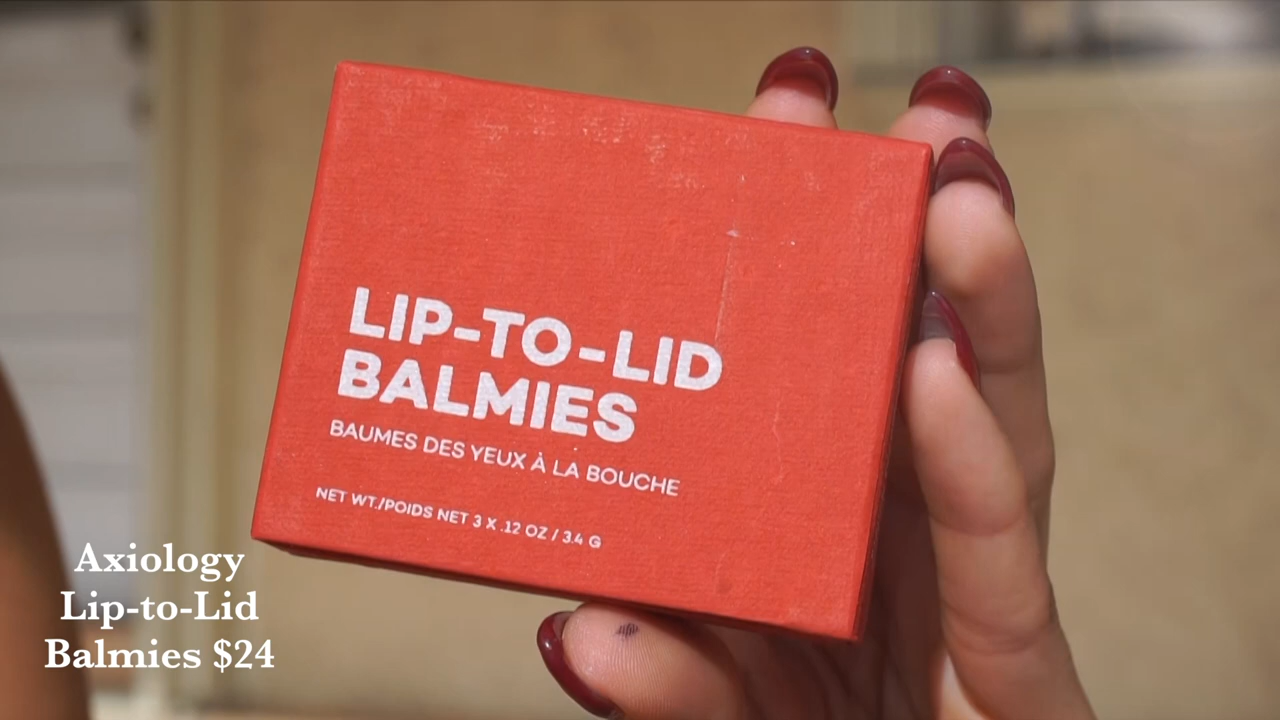 LIP-TO-LID
BALMIES
BAUMES DES YEUX À LA BOUCHE
NET WT./POIDS NET 3 X .12 OZ / 3.4 G
Axiology
Lip-to-Lid
Balmies $24